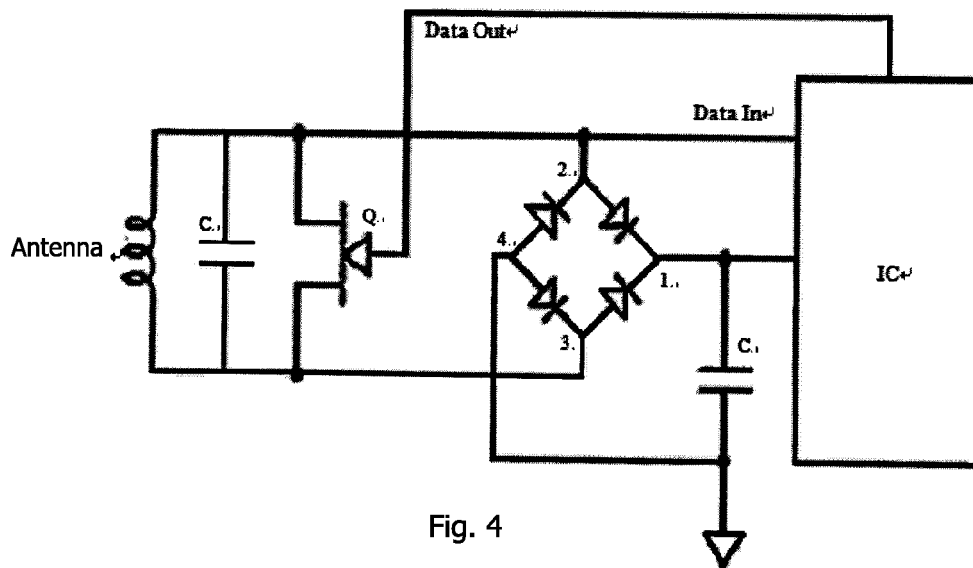 Data Out↵
Data In↵
2.
C.
Q.
4.
Antenna ↵
1.
IC↵
3.
C.
Fig. 4